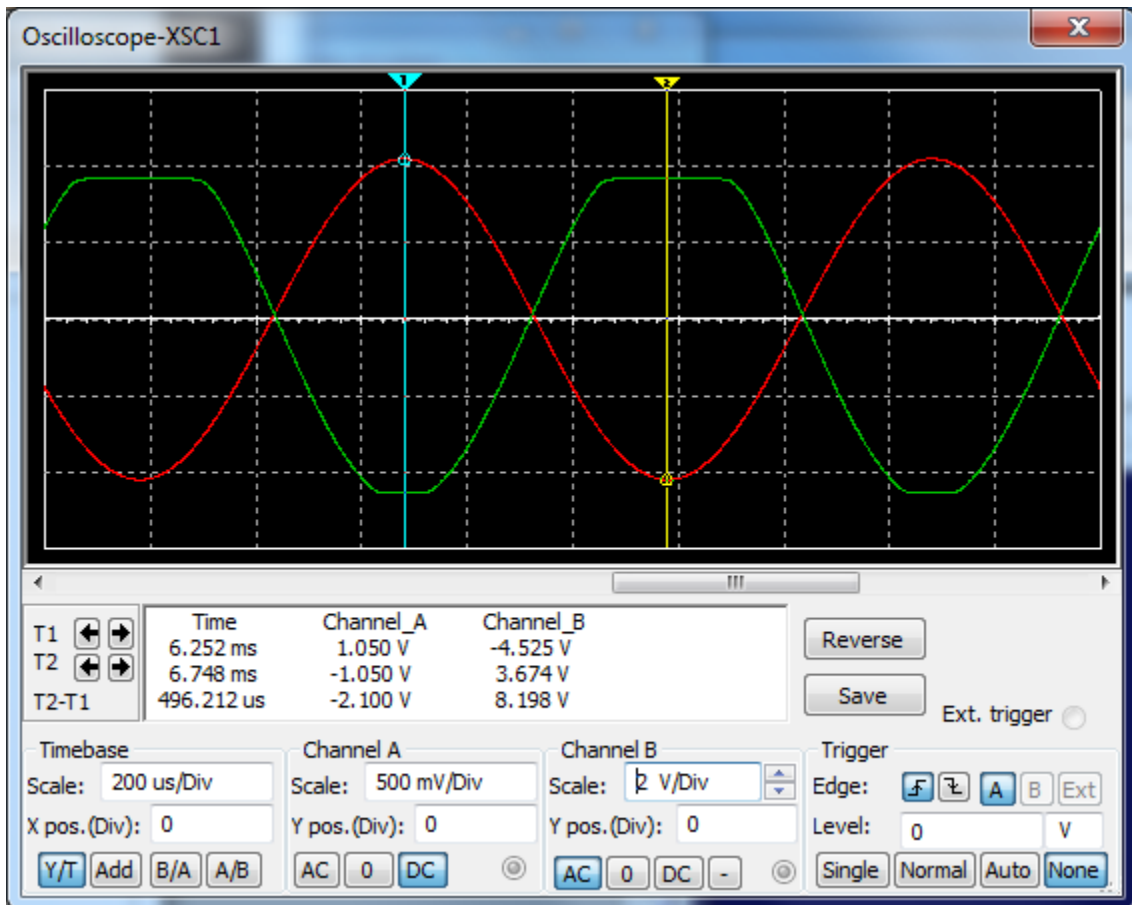 Oscilloscope-XSC1
x
1 2
T1
T2
T2-T1
Time Channel_A Channel_B
6.252 ms 1.050 V -4.525 V
6.748 ms -1.050 V 3.674 V
496.212 us -2.100 V 8.198 V
Reverse
Save
Ext. trigger
Timebase
Scale: 200 us/Div
X pos.(Div): 0
Y/T Add B/A A/B
Channel A
Scale: 500 mV/Div
Y pos.(Div): 0
AC 0 DC
Channel B
Scale: 2 V/Div
Y pos.(Div): 0
AC 0 DC -
Trigger
Edge: A B Ext
Level: 0 V
Single Normal Auto None